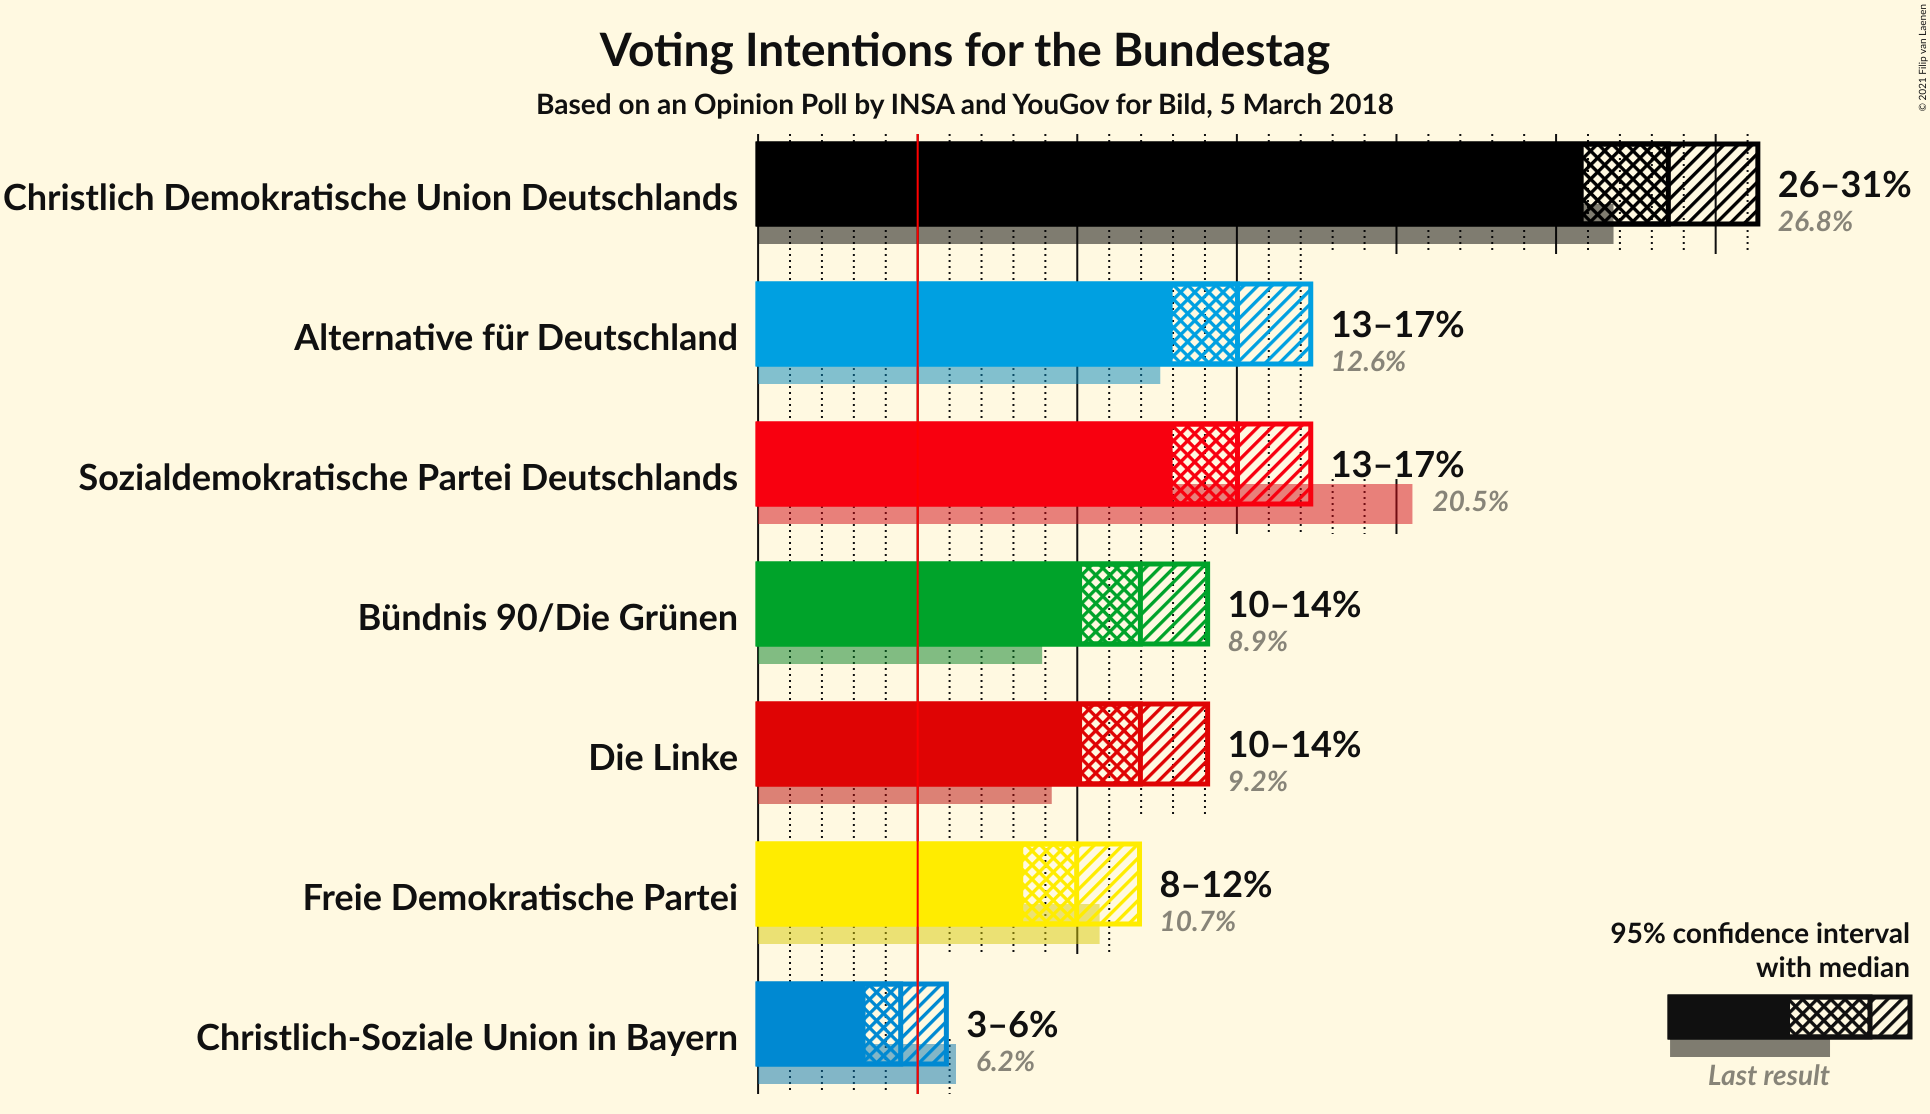 Voting Intentions for the Bundestag
Based on an Opinion Poll by INSA and YouGov for Bild, 5 March 2018
© 2021 Filip van Laenen
Christlich Demokratische Union Deutschlands
26–31%
26.8%
Alternative für Deutschland
13–17%
12.6%
Sozialdemokratische Partei Deutschlands
13–17%
20.5%
Bündnis 90/Die Grünen
10–14%
8.9%
Die Linke
10–14%
9.2%
Freie Demokratische Partei
8–12%
10.7%
Christlich-Soziale Union in Bayern
3–6%
6.2%
95% confidence interval
with median
Last result